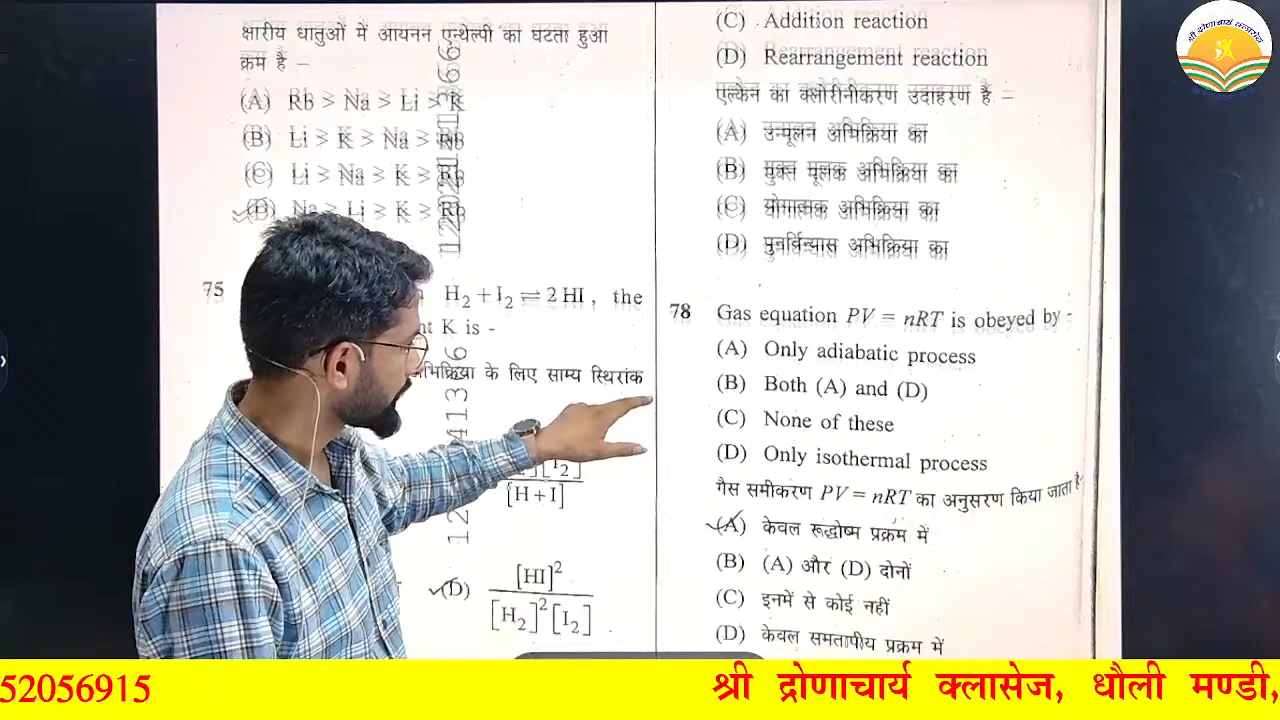 क्षारीय धातुओं में आयनन एन्थेल्पी का घटता हुआ
क्रम है –
(A) Rb > Na > Li > K
(B) Li > K > Na > Rb
(C) Li > Na > K > Rb
(D) Na > Li > K > Rb
75
H₂ + I₂ ⇌ 2 HI, the
K is -
अभिक्रिया के लिए साम्य स्थिरांक
[H+I]
(D) [HI]² / [H₂]² [I₂]
(C) Addition reaction
(D) Rearrangement reaction
एल्केन का क्लोरीनीकरण उदाहरण है –
(A) उन्मूलन अभिक्रिया का
(B) मुक्त मूलक अभिक्रिया का
(C) योगात्मक अभिक्रिया का
(D) पुनर्विन्यास अभिक्रिया का
78 Gas equation PV = nRT is obeyed by -
(A) Only adiabatic process
(B) Both (A) and (D)
(C) None of these
(D) Only isothermal process
गैस समीकरण PV = nRT का अनुसरण किया जाता है
(A) केवल रूद्धोष्म प्रक्रम में
(B) (A) और (D) दोनों
(C) इनमें से कोई नहीं
(D) केवल समतापीय प्रक्रम में
श्री द्रोणाचार्य क्लासेज
52056915
श्री द्रोणाचार्य क्लासेज, धौली मण्डी,